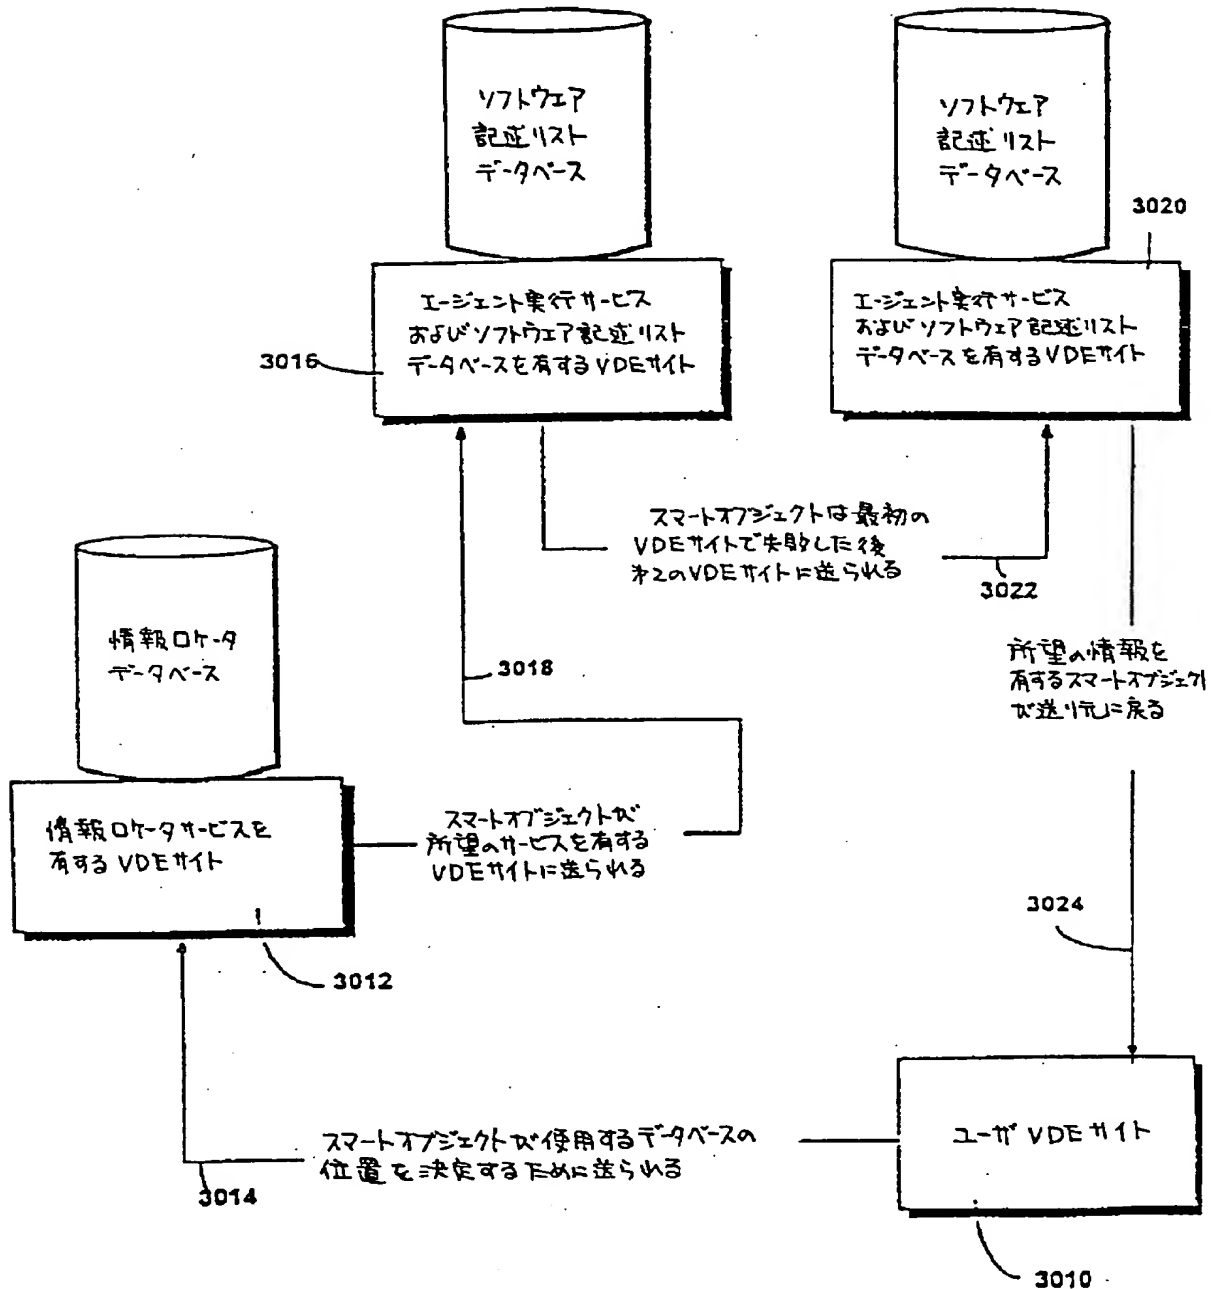 ソフトウェア
記述リスト
データベース
ソフトウェア
記述リスト
データベース
3020
エージェント実行サービス
およびソフトウェア記述リスト
データベースを有するVDEサイト
3016
エージェント実行サービス
およびソフトウェア記述リスト
データベースを有するVDEサイト
スマートオブジェクトは最初の
VDEサイトで失敗した後
第2のVDEサイトに送られる
3022
情報ロケータ
データベース
3018
所望の情報を
有するスマートオブジェクト
が送り元に戻る
情報ロケータサービスを
有するVDEサイト
スマートオブジェクトが
所望のサービスを有する
VDEサイトに送られる
3012
3024
スマートオブジェクトが使用するデータベースの
位置を決定するために送られる
3014
ユーザVDEサイト
3010